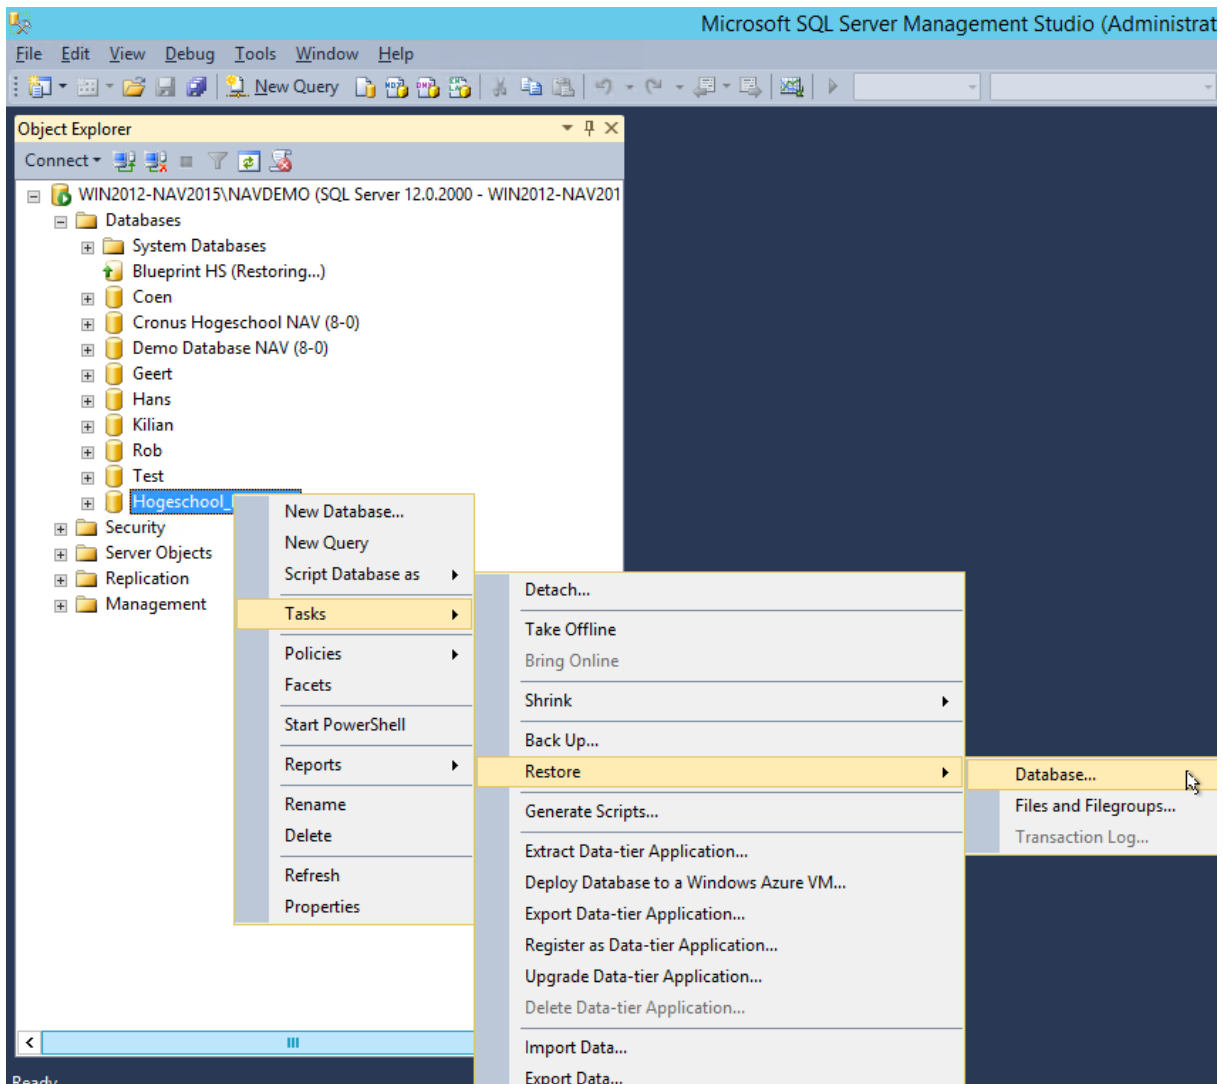 Microsoft SQL Server Management Studio (Administrat
File Edit View Debug Tools Window Help
New Query
Object Explorer
Connect
WIN2012-NAV2015\NAVDEMO (SQL Server 12.0.2000 - WIN2012-NAV201
Databases
System Databases
Blueprint HS (Restoring...)
Coen
Cronus Hogeschool NAV (8-0)
Demo Database NAV (8-0)
Geert
Hans
Kilian
Rob
Test
Hogeschool_
Security
Server Objects
Replication
Management
New Database...
New Query
Script Database as
Tasks
Policies
Facets
Start PowerShell
Reports
Rename
Delete
Refresh
Properties
Detach...
Take Offline
Bring Online
Shrink
Back Up...
Restore
Generate Scripts...
Extract Data-tier Application...
Deploy Database to a Windows Azure VM...
Export Data-tier Application...
Register as Data-tier Application...
Upgrade Data-tier Application...
Delete Data-tier Application...
Import Data...
Export Data...
Database...
Files and Filegroups...
Transaction Log...
Ready